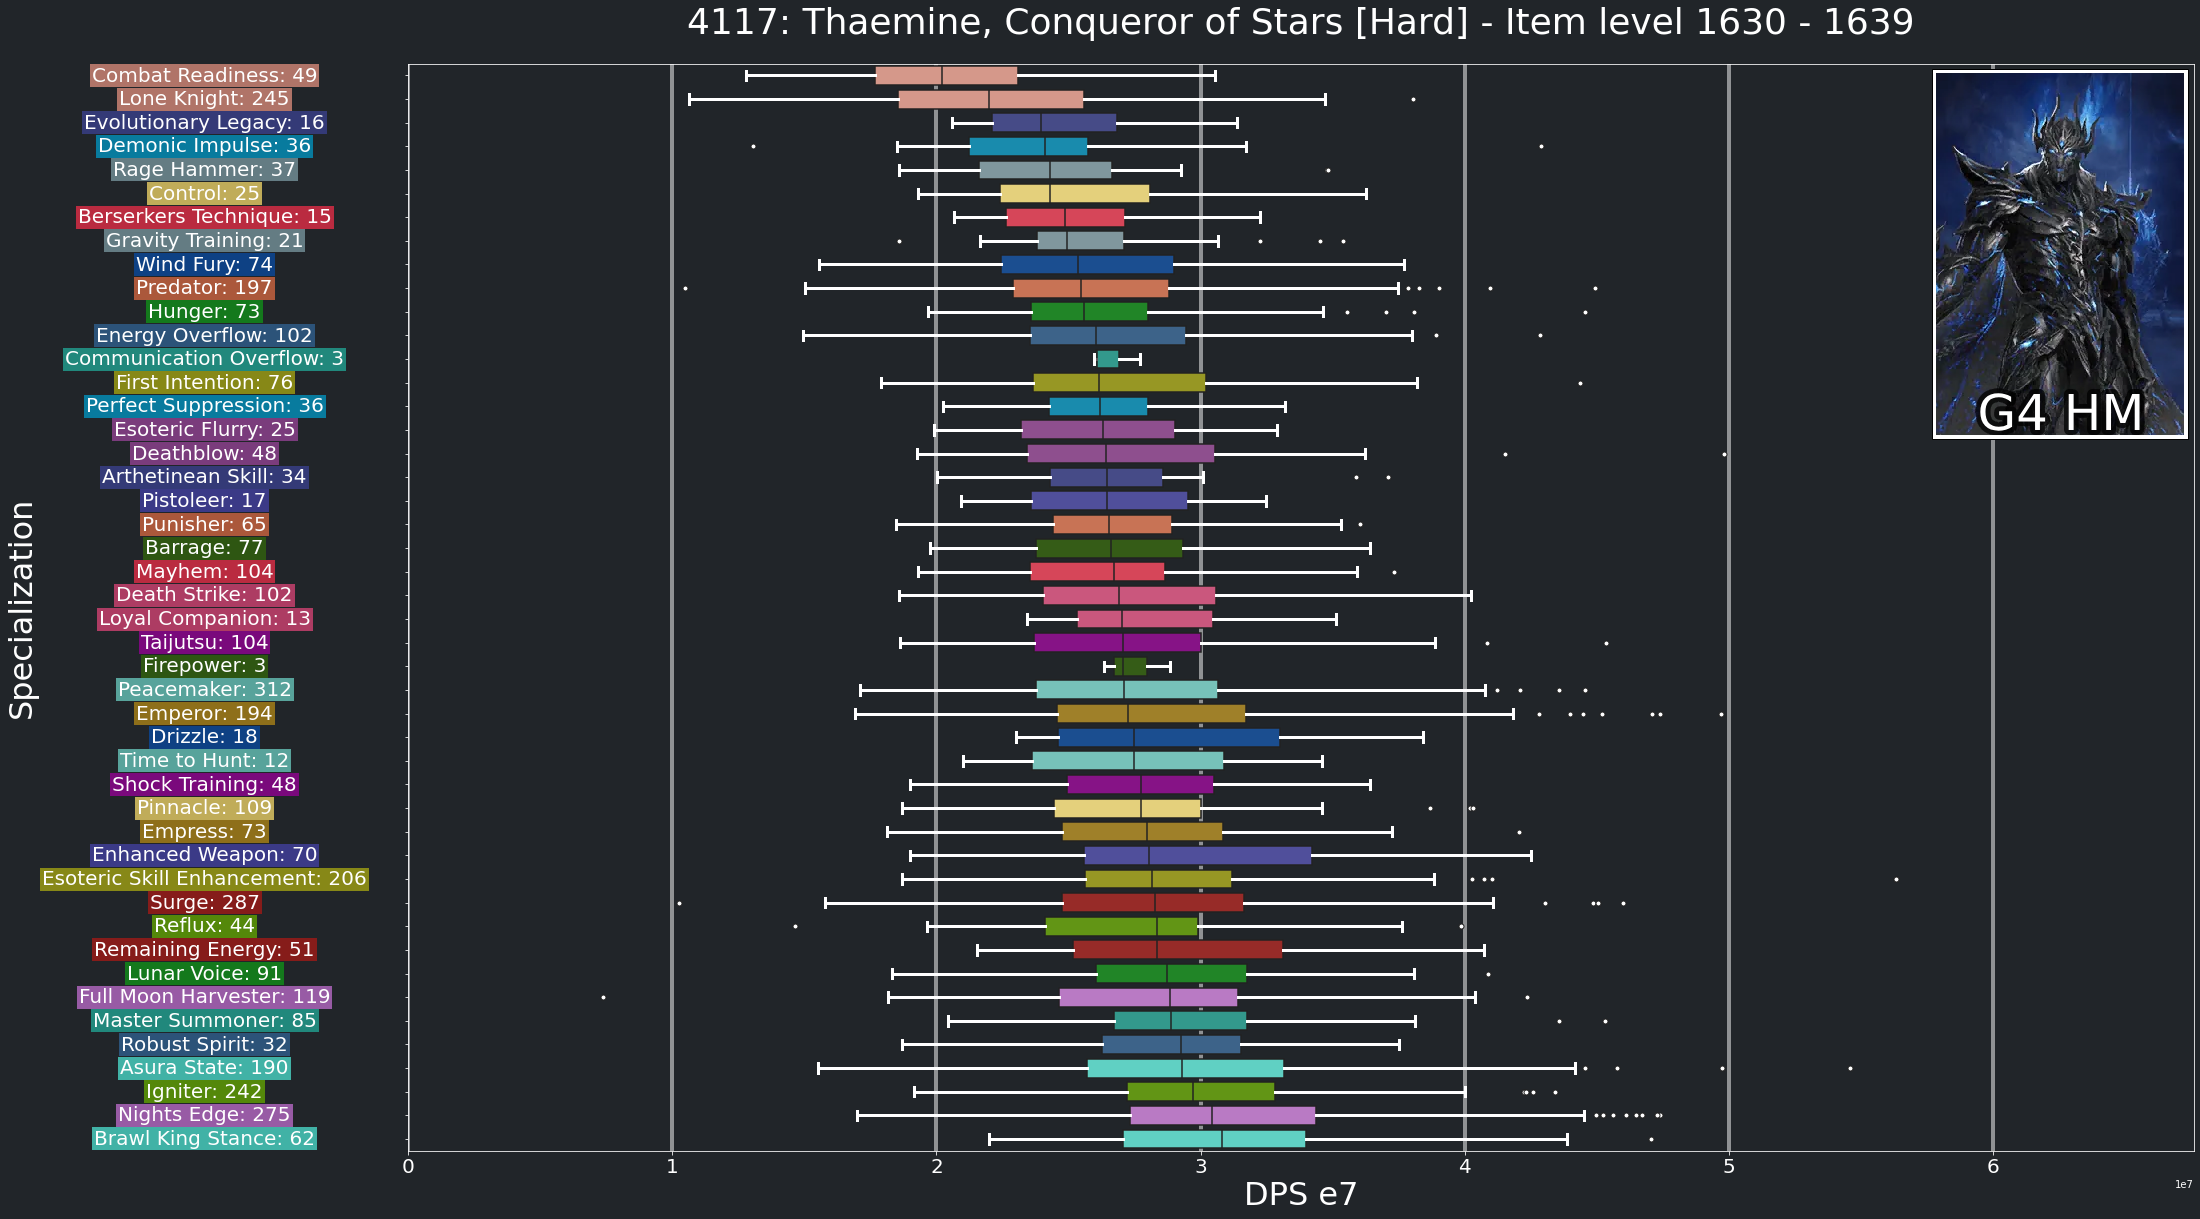 4117: Thaemine, Conqueror of Stars [Hard] - Item level 1630 - 1639
Combat Readiness: 49
Lone Knight: 245
Evolutionary Legacy: 16
Demonic Impulse: 36
Rage Hammer: 37
Control: 25
Berserkers Technique: 15
Gravity Training: 21
Wind Fury: 74
Predator: 197
Hunger: 73
Energy Overflow: 102
Communication Overflow: 3
First Intention: 76
Perfect Suppression: 36
Esoteric Flurry: 25
Deathblow: 48
Arthetinean Skill: 34
Pistoleer: 17
Punisher: 65
Barrage: 77
Mayhem: 104
Death Strike: 102
Loyal Companion: 13
Taijutsu: 104
Firepower: 3
Peacemaker: 312
Emperor: 194
Drizzle: 18
Time to Hunt: 12
Shock Training: 48
Pinnacle: 109
Empress: 73
Enhanced Weapon: 70
Esoteric Skill Enhancement: 206
Surge: 287
Reflux: 44
Remaining Energy: 51
Lunar Voice: 91
Full Moon Harvester: 119
Master Summoner: 85
Robust Spirit: 32
Asura State: 190
Igniter: 242
Nights Edge: 275
Brawl King Stance: 62
Specialization
G4 HM
0 1 2 3 4 5 6
1e7
DPS e7